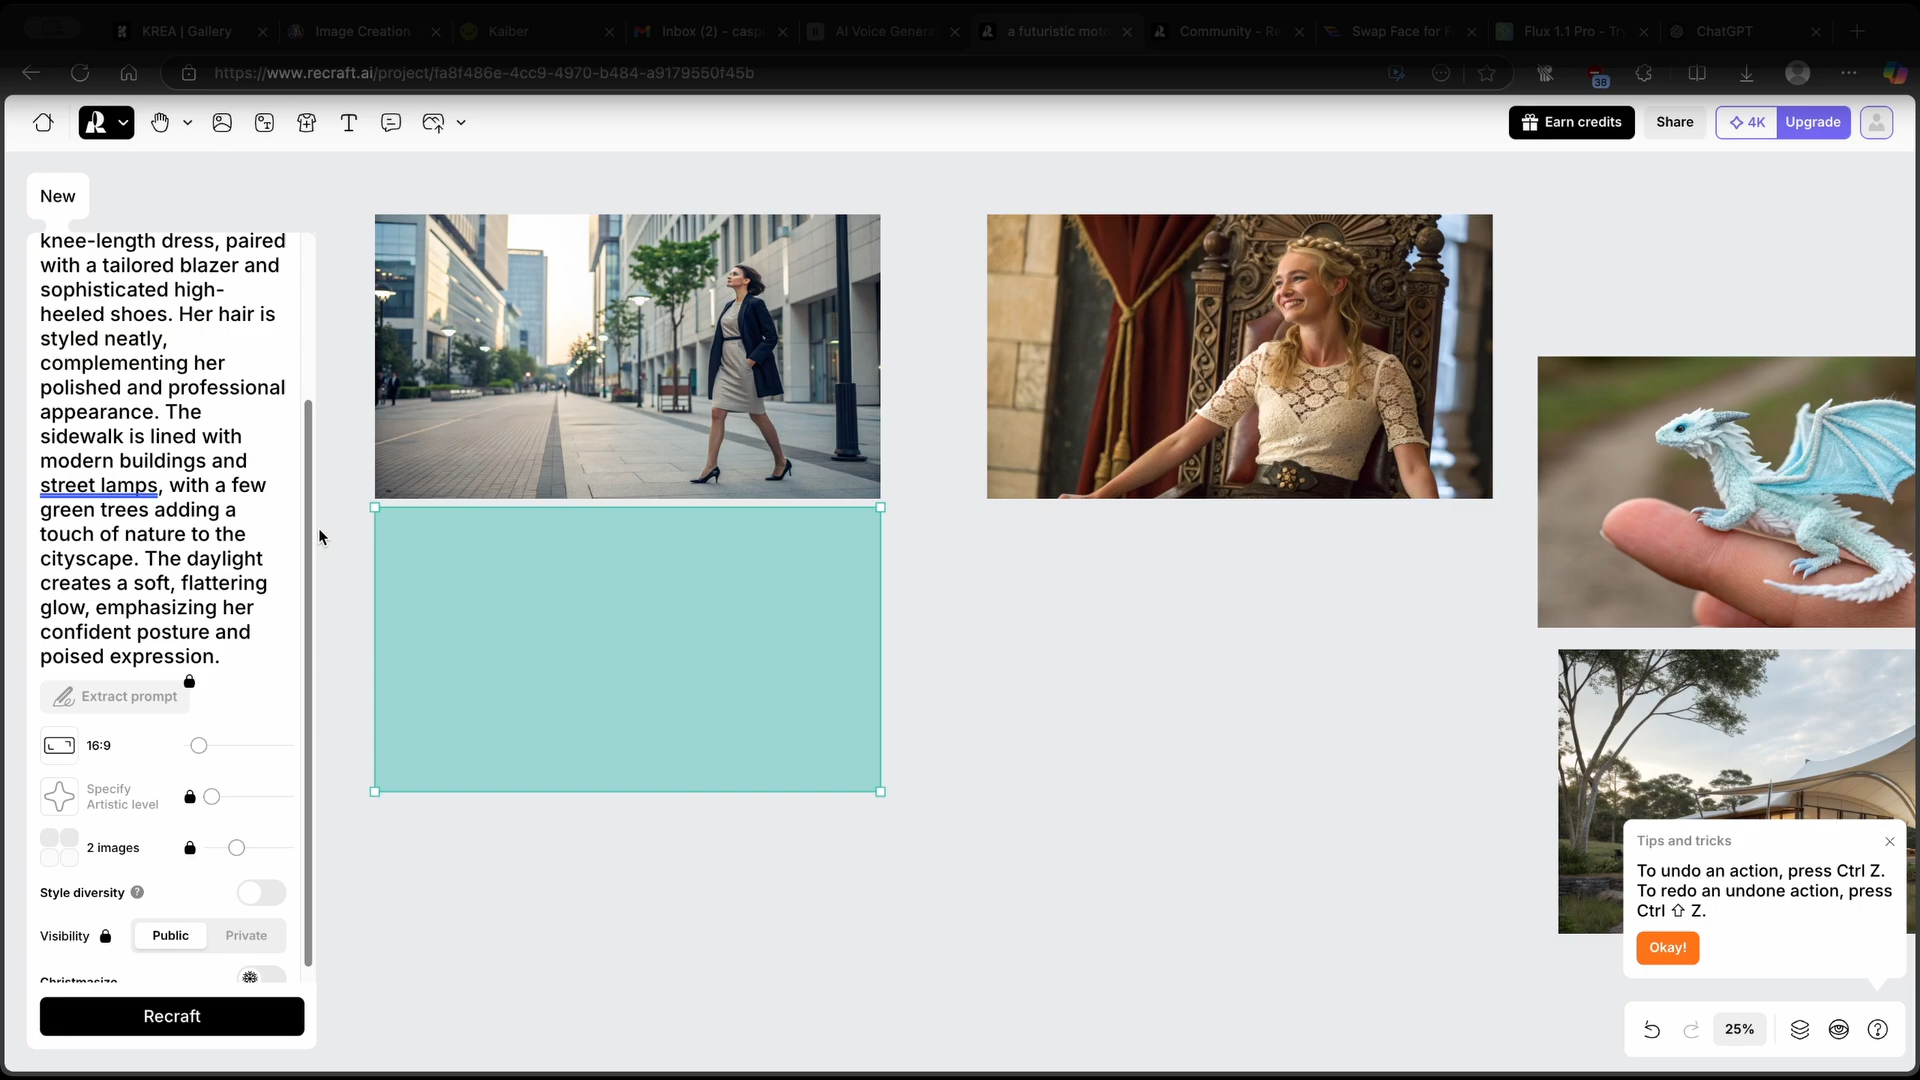 KREA | Gallery
Image Creation
Kaiber
Inbox (2) - casp
AI Voice Genera
a futuristic moto
Community - Re
Swap Face for F
Flux 1.1 Pro - Tr
ChatGPT
https://www.recraft.ai/project/fa8f486e-4cc9-4970-b484-a9179550f45b
38
Earn credits
Share
4K
Upgrade
New
knee-length dress, paired
with a tailored blazer and
sophisticated high-
heeled shoes. Her hair is
styled neatly,
complementing her
polished and professional
appearance. The
sidewalk is lined with
modern buildings and
street lamps, with a few
green trees adding a
touch of nature to the
cityscape. The daylight
creates a soft, flattering
glow, emphasizing her
confident posture and
poised expression.
Extract prompt
16:9
Specify
Artistic level
2 images
Style diversity ?
Visibility
Public
Private
Christmasize
Recraft
Tips and tricks
To undo an action, press Ctrl Z.
To redo an undone action, press
Ctrl ⇧ Z.
Okay!
25%